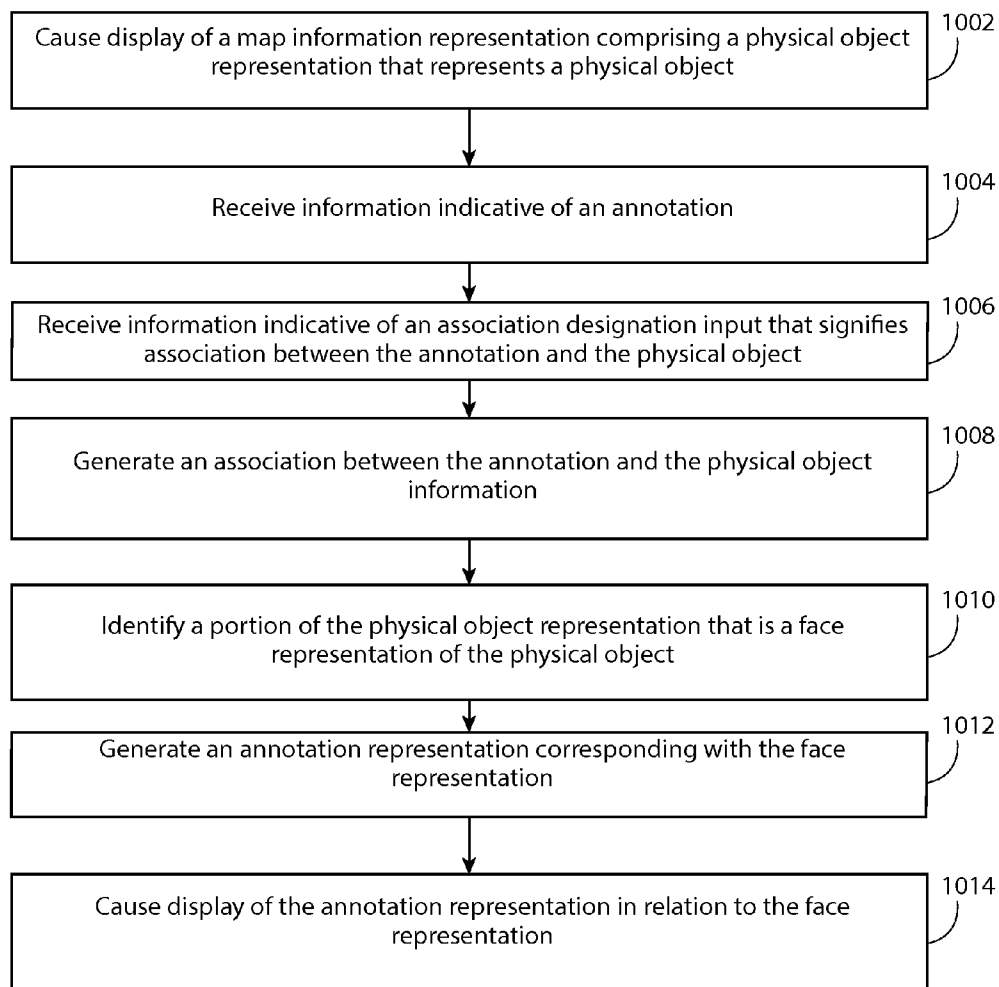 Cause display of a map information representation comprising a physical object
representation that represents a physical object
1002
Receive information indicative of an annotation
1004
Receive information indicative of an association designation input that signifies
association between the annotation and the physical object
1006
Generate an association between the annotation and the physical object
information
1008
Identify a portion of the physical object representation that is a face
representation of the physical object
1010
Generate an annotation representation corresponding with the face
representation
1012
Cause display of the annotation representation in relation to the face
representation
1014